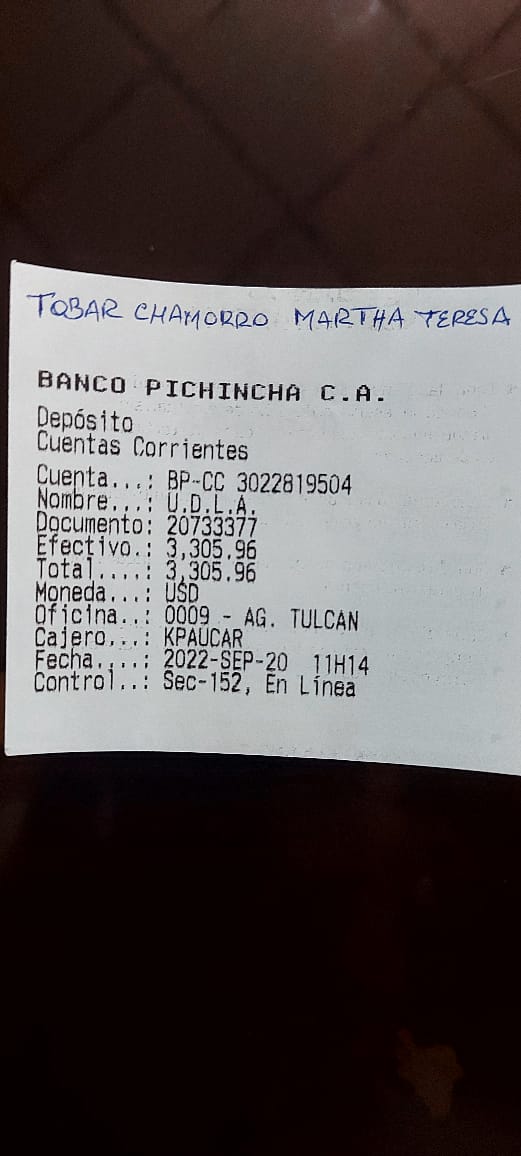 TOBAR CHAMORRO MARTHA TERESA
BANCO PICHINCHA C.A.
Depósito
Cuentas Corrientes
Cuenta...: BP-CC 3022819504
Nombre...: U.D.L.A.
Documento: 20733377
Efectivo.: 3,305.96
Total....: 3,305.96
Moneda...: USD
Oficina..: 0009 - AG. TULCAN
Cajero...: KPAUCAR
Fecha....: 2022-SEP-20 11H14
Control..: Sec-152, En Línea